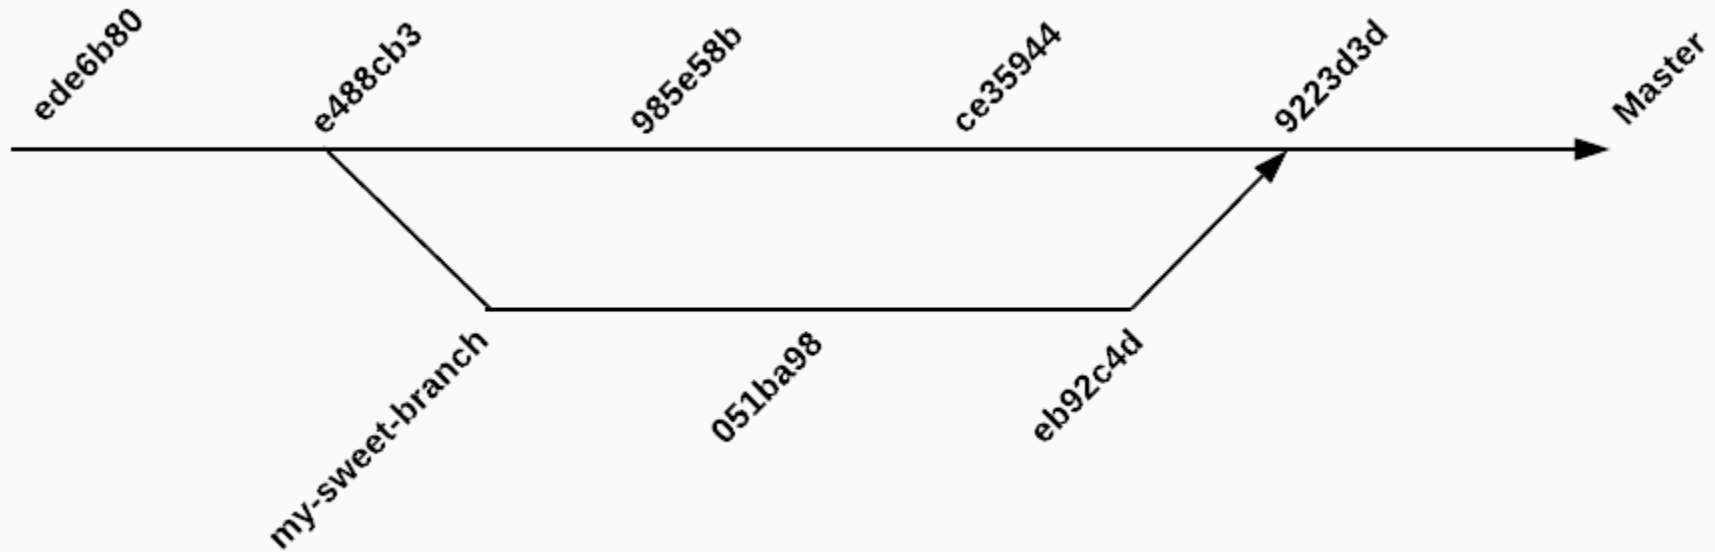 ede6b80
e488cb3
985e58b
ce35944
9223d3d
Master
my-sweet-branch
051ba98
eb92c4d